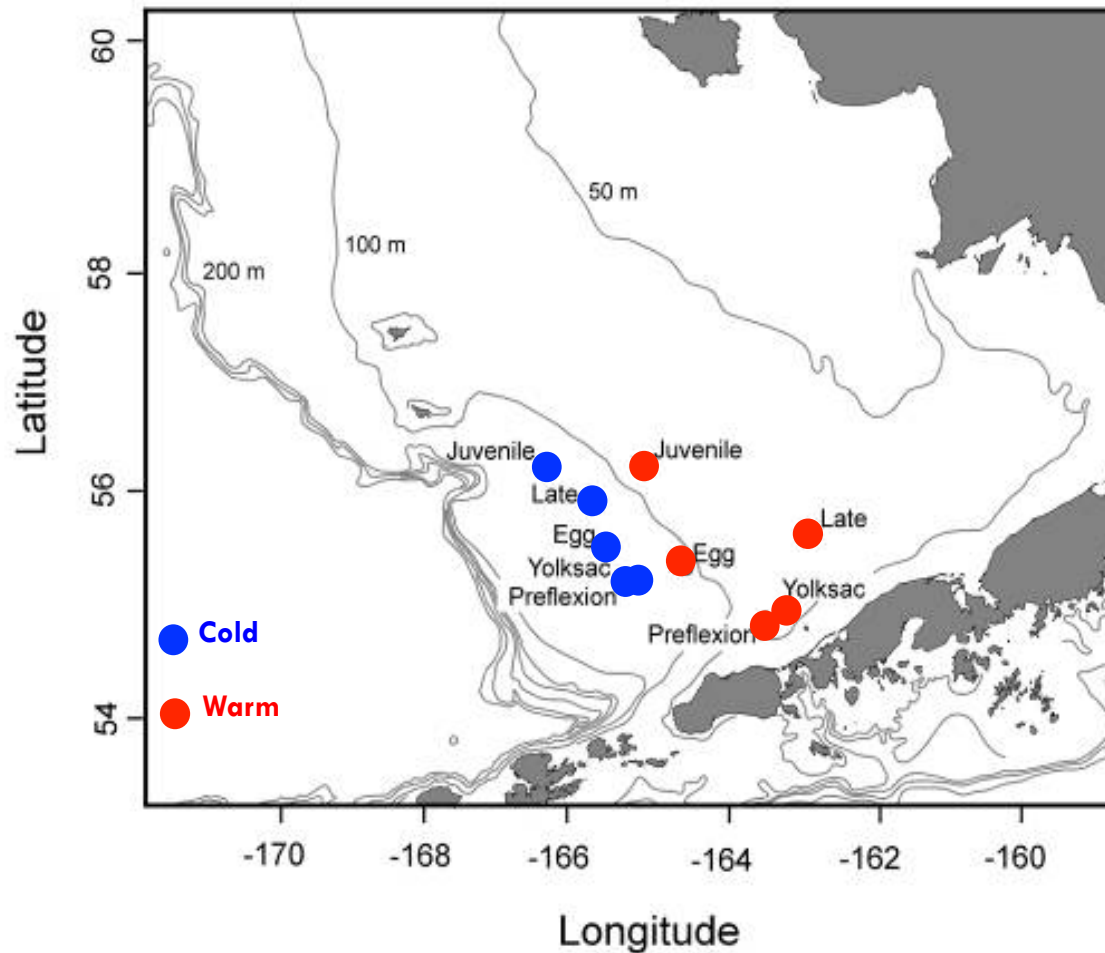 60
50 m
100 m
200 m
58
Latitude
Juvenile
Juvenile
56
Late
Late
Egg
Egg
Yolksac
Yolksac
Preflexion
Preflexion
Cold
Warm
54
-170
-168
-166
-164
-162
-160
Longitude